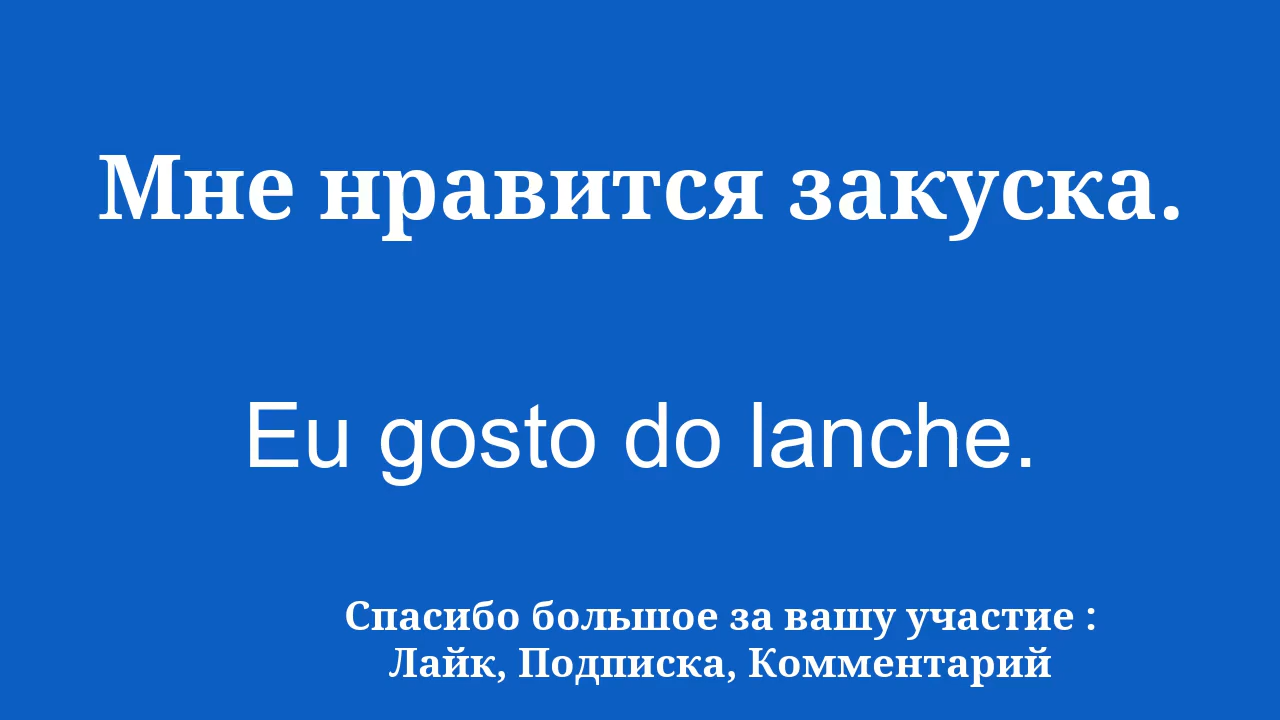 Мне нравится закуска.
Eu gosto do lanche.
Спасибо большое за вашу участие :
Лайк, Подписка, Комментарий